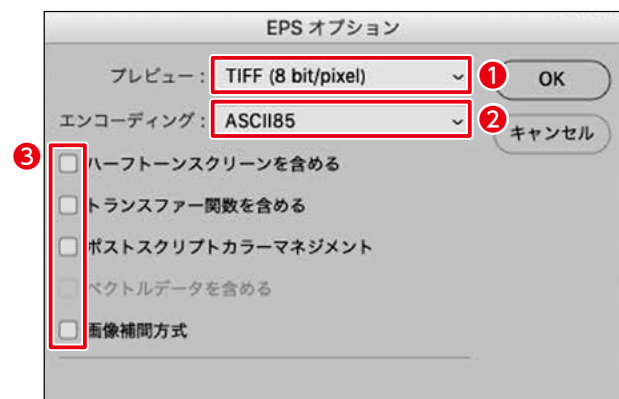 EPS オプション
プレビュー : TIFF (8 bit/pixel) 1 OK
エンコーディング : ASCII85 2 キャンセル
3
ハーフトーンスクリーンを含める
トランスファー関数を含める
ポストスクリプトカラーマネジメント
ベクトルデータを含める
画像補間方式